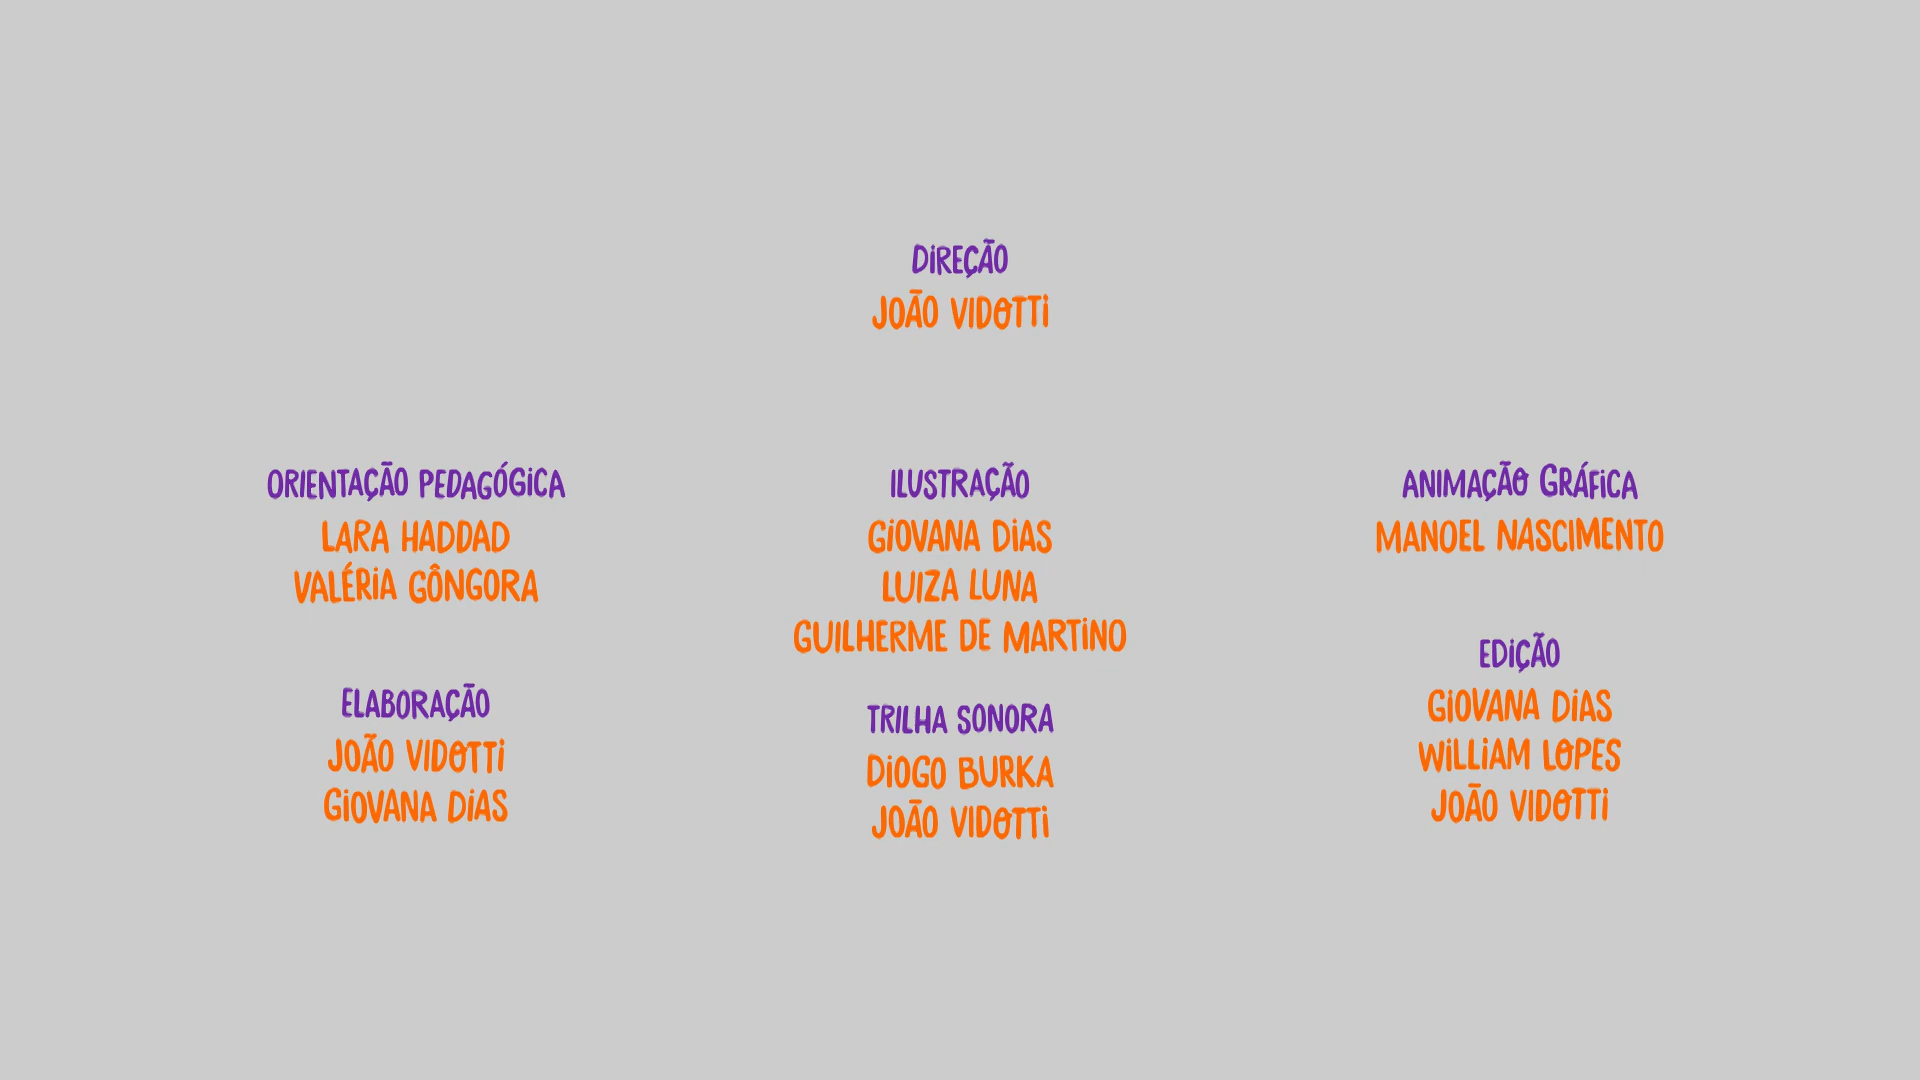 DIREÇÃO
JOÃO VIDOTTI
ORIENTAÇÃO PEDAGÓGICA
LARA HADDAD
VALÉRIA GÔNGORA
ELABORAÇÃO
JOÃO VIDOTTI
GIOVANA DIAS
ILUSTRAÇÃO
GIOVANA DIAS
LUIZA LUNA
GUILHERME DE MARTINO
TRILHA SONORA
DIOGO BURKA
JOÃO VIDOTTI
ANIMAÇÃO GRÁFICA
MANOEL NASCIMENTO
EDIÇÃO
GIOVANA DIAS
WILLIAM LOPES
JOÃO VIDOTTI